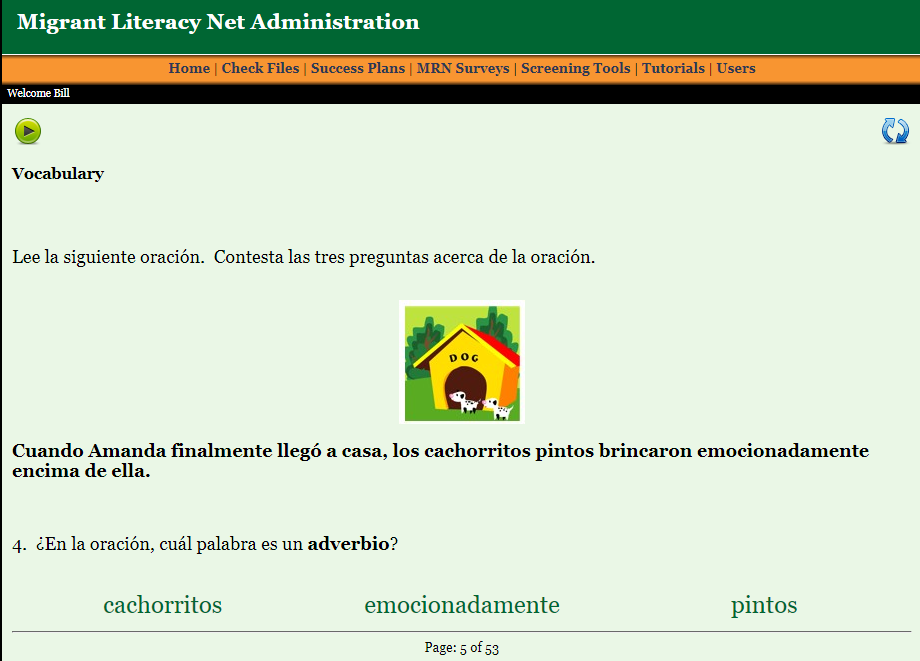 Migrant Literacy Net Administration
Home | Check Files | Success Plans | MRN Surveys | Screening Tools | Tutorials | Users
Welcome Bill
Vocabulary
Lee la siguiente oración.  Contesta las tres preguntas acerca de la oración.
DOG
Cuando Amanda finalmente llegó a casa, los cachorritos pintos brincaron emocionadamente
encima de ella.
4.  ¿En la oración, cuál palabra es un adverbio?
cachorritos emocionadamente pintos
Page: 5 of 53